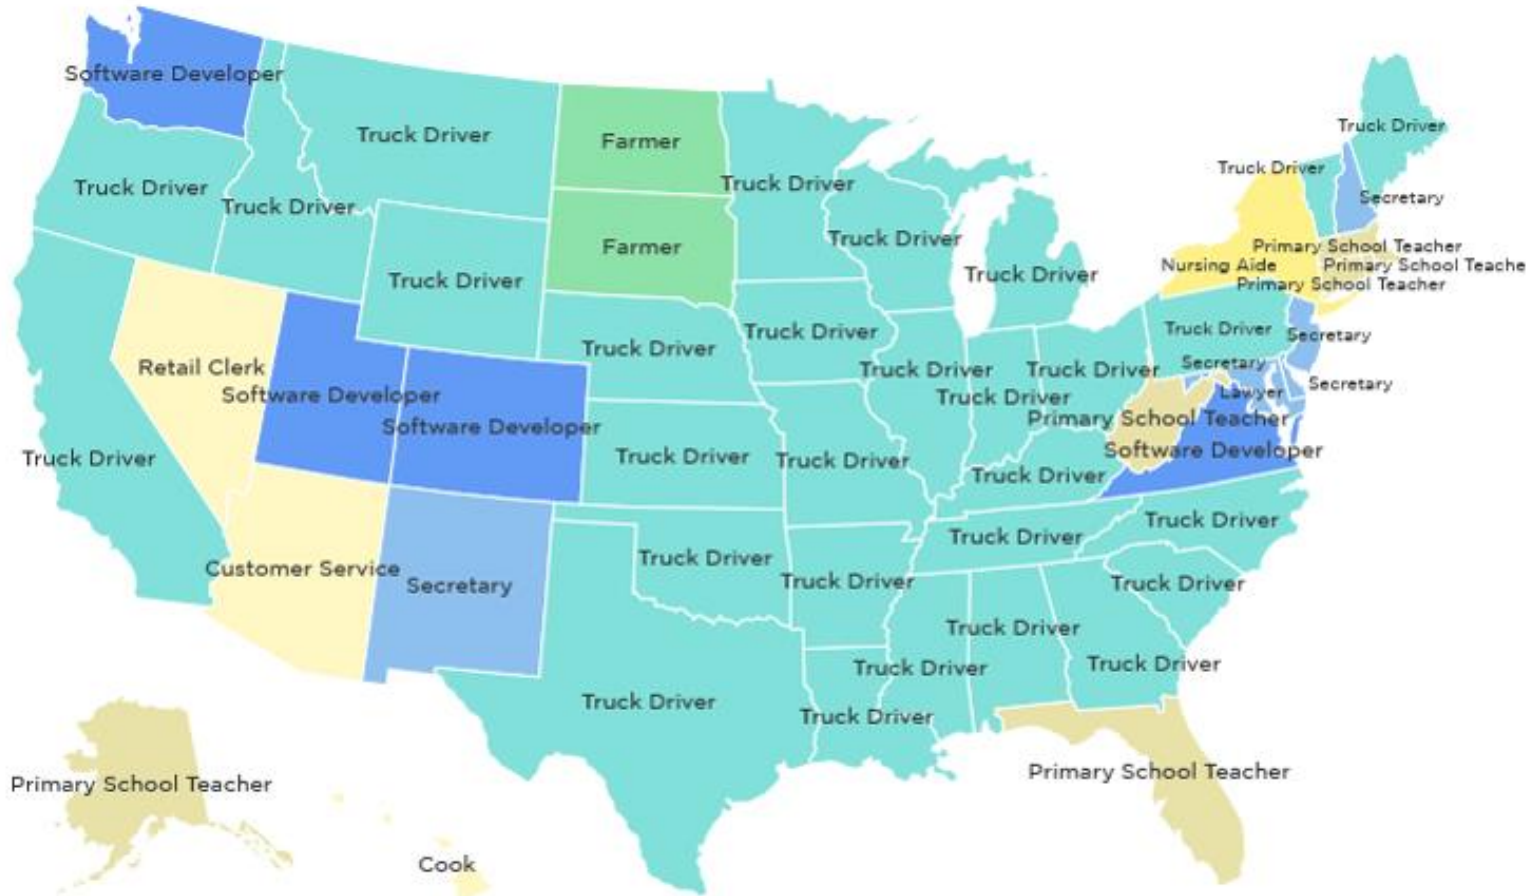 Software Developer
Truck Driver
Truck Driver
Farmer
Truck Driver
Truck Driver
Truck Driver
Truck Driver
Secretary
Truck Driver
Farmer
Truck Driver
Primary School Teacher
Nursing Aide
Primary School Teache
Truck Driver
Truck Driver
Primary School Teacher
Truck Driver
Truck Driver
Secretary
Truck Driver
Retail Clerk
Truck Driver
Truck Driver
Secretary
Secretary
Software Developer
Truck Driver
Lawyer
Software Developer
Primary School Teacher
Truck Driver
Truck Driver
Truck Driver
Software Developer
Truck Driver
Truck Driver
Truck Driver
Customer Service
Truck Driver
Secretary
Truck Driver
Truck Driver
Truck Driver
Truck Driver
Truck Driver
Truck Driver
Truck Driver
Primary School Teacher
Primary School Teacher
Cook